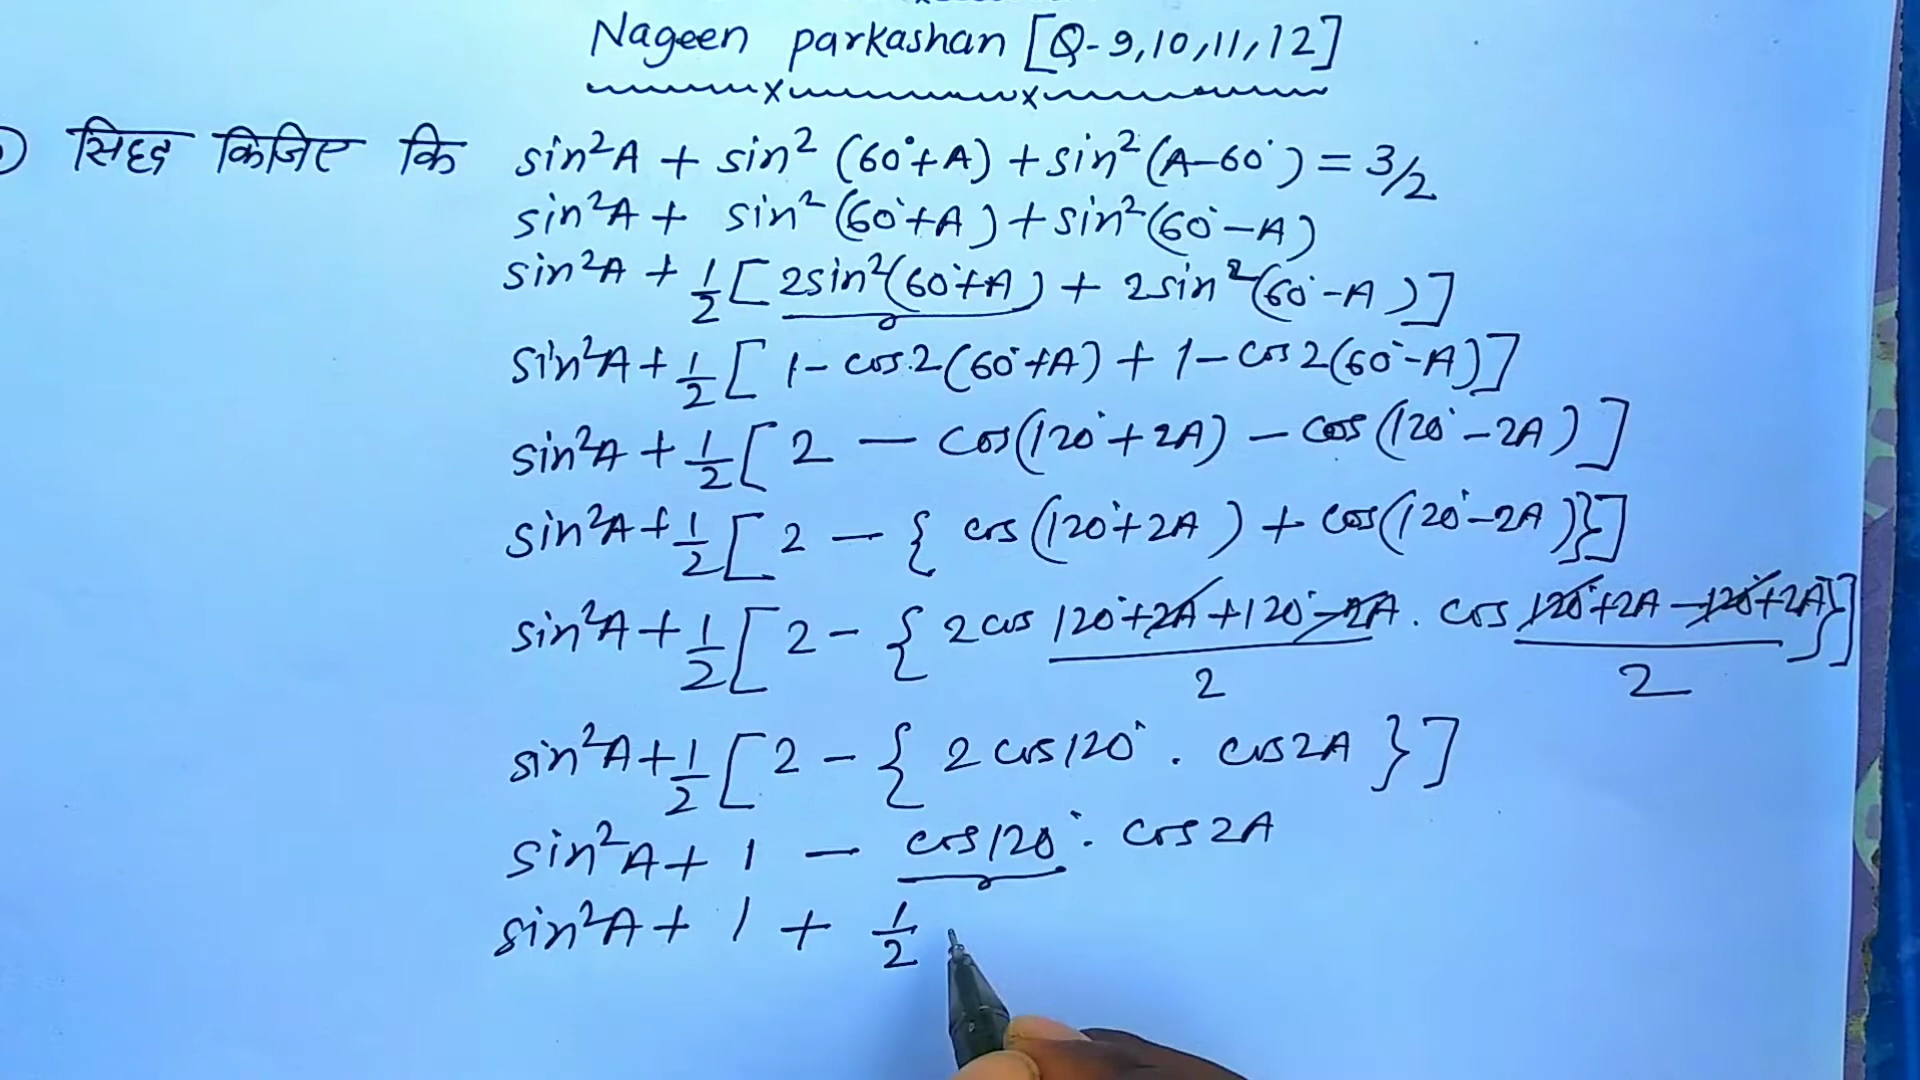 Nageen parkashan [Q-9,10,11,12]
सिद्ध किजिए कि sin²A + sin² (60°+A) + sin² (A-60°) = 3/2
sin²A + sin² (60°+A) + sin² (60°-A)
sin²A + 1/2 [ 2sin² (60°+A) + 2sin² (60°-A) ]
sin²A + 1/2 [ 1- cos2(60°+A) + 1- cos2(60°-A) ]
sin²A + 1/2 [ 2 - cos(120°+2A) - cos(120°-2A) ]
sin²A + 1/2 [ 2 - { cos(120°+2A) + cos(120°-2A)}]
sin²A + 1/2 [ 2 - { 2cos (120°+2A+120°-2A)/2 . cos (120°+2A-120°+2A)/2 }]
sin²A + 1/2 [ 2 - { 2cos120° . cos2A } ]
sin²A + 1 - cos120° . cos2A
sin²A + 1 + 1/2